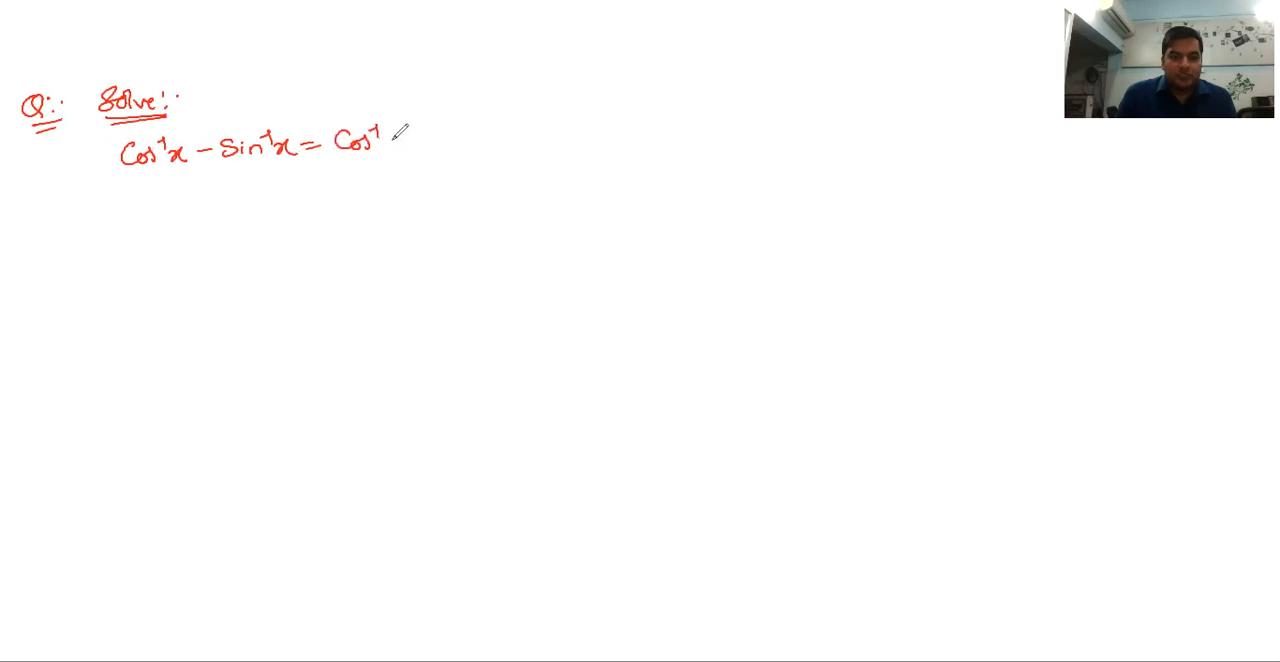 Q:- Solve:-
Cos⁻¹x - Sin⁻¹x = Cos⁻¹